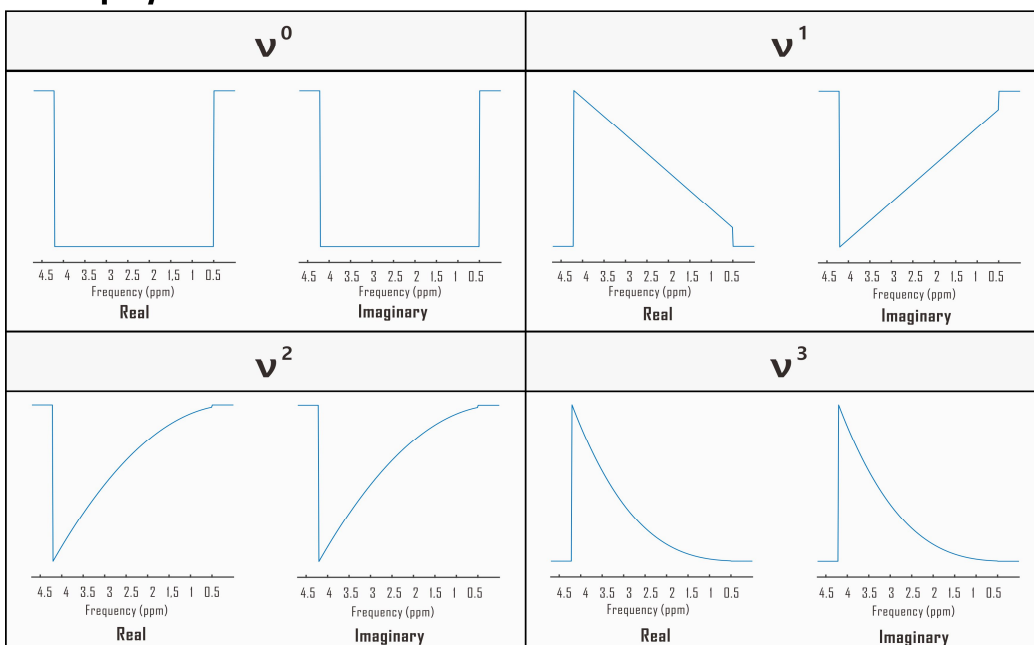 ν⁰ ν¹
4.5 4 3.5 3 2.5 2 1.5 1 0.5 4.5 4 3.5 3 2.5 2 1.5 1 0.5 4.5 4 3.5 3 2.5 2 1.5 1 0.5 4.5 4 3.5 3 2.5 2 1.5 1 0.5
Frequency (ppm) Frequency (ppm) Frequency (ppm) Frequency (ppm)
Real Imaginary Real Imaginary
ν² ν³
4.5 4 3.5 3 2.5 2 1.5 1 0.5 4.5 4 3.5 3 2.5 2 1.5 1 0.5 4.5 4 3.5 3 2.5 2 1.5 1 0.5 4.5 4 3.5 3 2.5 2 1.5 1 0.5
Frequency (ppm) Frequency (ppm) Frequency (ppm) Frequency (ppm)
Real Imaginary Real Imaginary